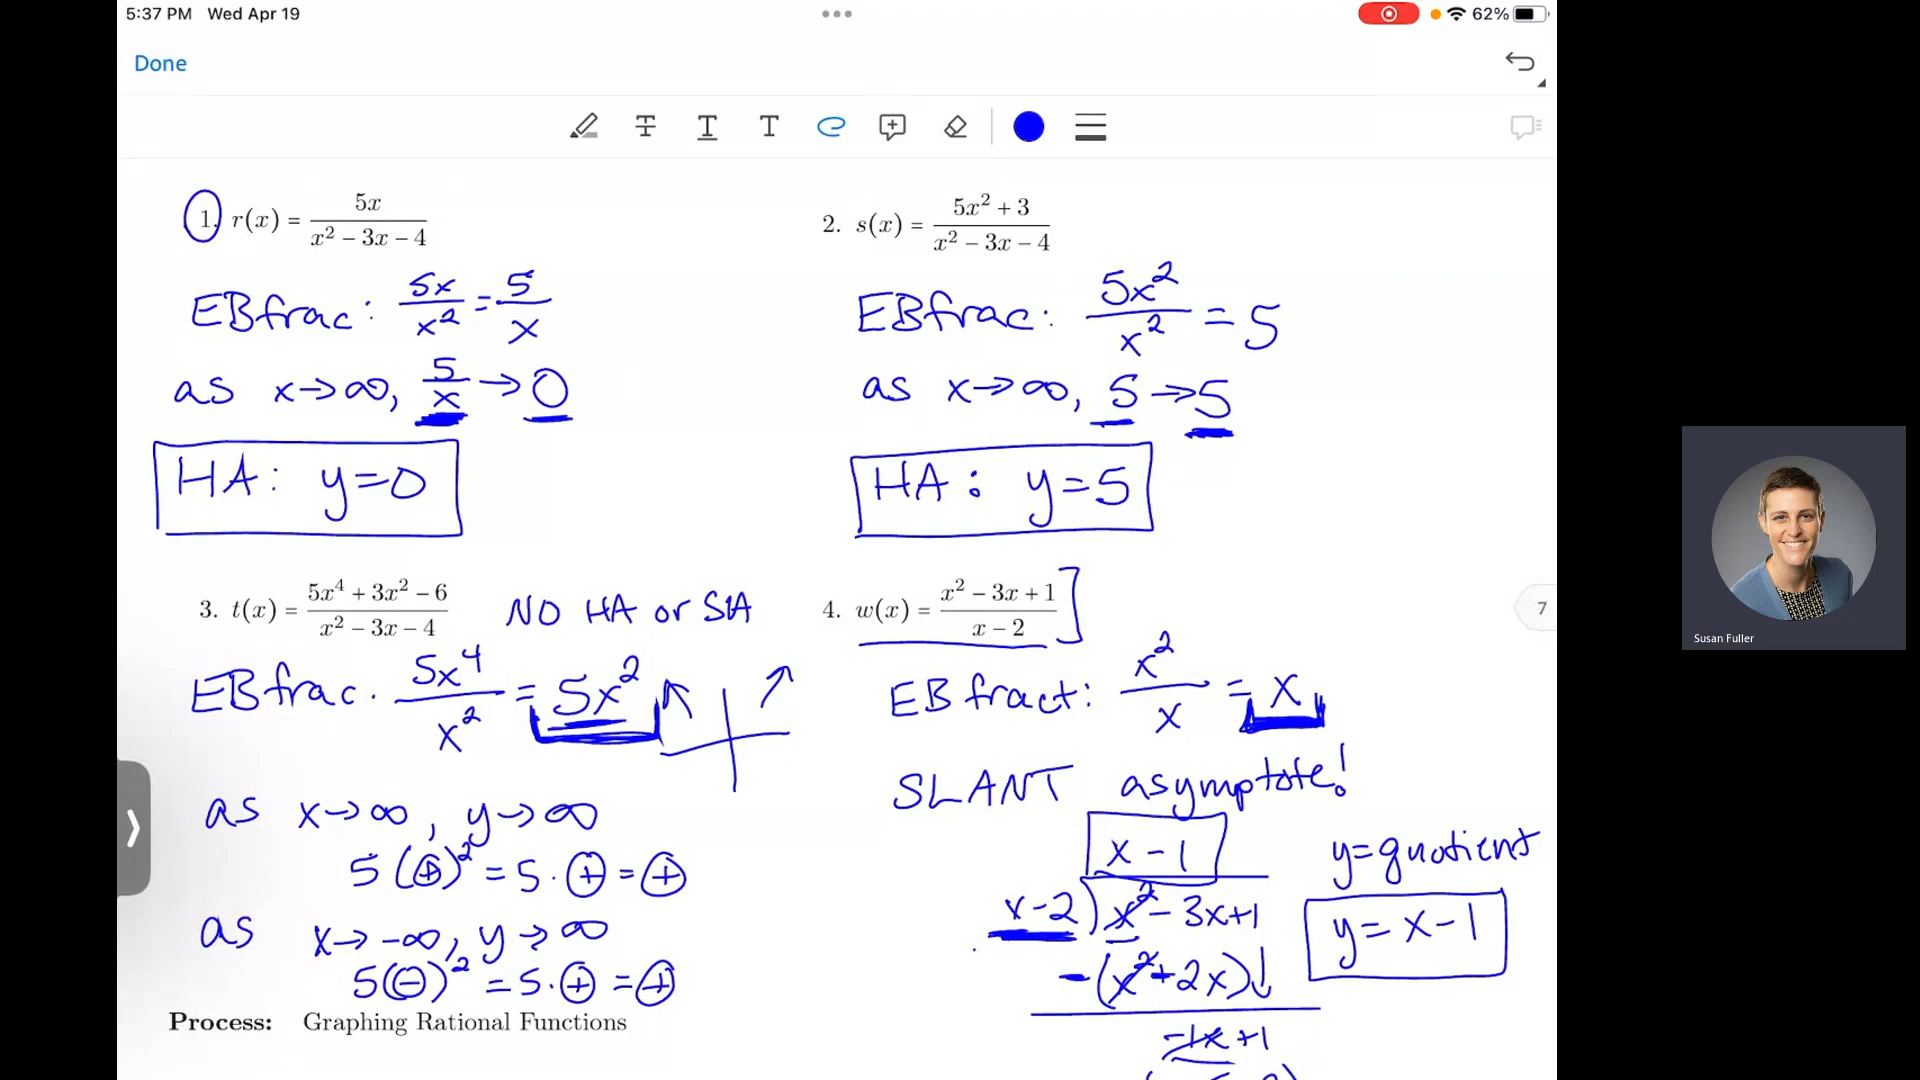 5:37 PM Wed Apr 19
62%
Done
T T T
1. r(x) = 5x / (x² − 3x − 4)
EBfrac: 5x/x² = 5/x
as x→∞, 5/x → 0
HA: y=0
2. s(x) = (5x² + 3) / (x² − 3x − 4)
EBfrac: 5x²/x² = 5
as x→∞, 5→5
HA: y=5
3. t(x) = (5x⁴ + 3x² − 6) / (x² − 3x − 4)
NO HA or SIA
EBfrac. 5x⁴/x² = 5x²
as x→∞, y→∞
5(+)² = 5·(+) = (+)
as x→-∞, y→∞
5(−)² = 5·(+) = (+)
4. w(x) = (x² − 3x + 1) / (x − 2) ]
EB fract: x²/x = x
SLANT asymptote!
x-1
x-2 ) x² - 3x+1
-(x²+2x)↓
-1x+1
y=quotient
y=x-1
Process: Graphing Rational Functions
7
Susan Fuller